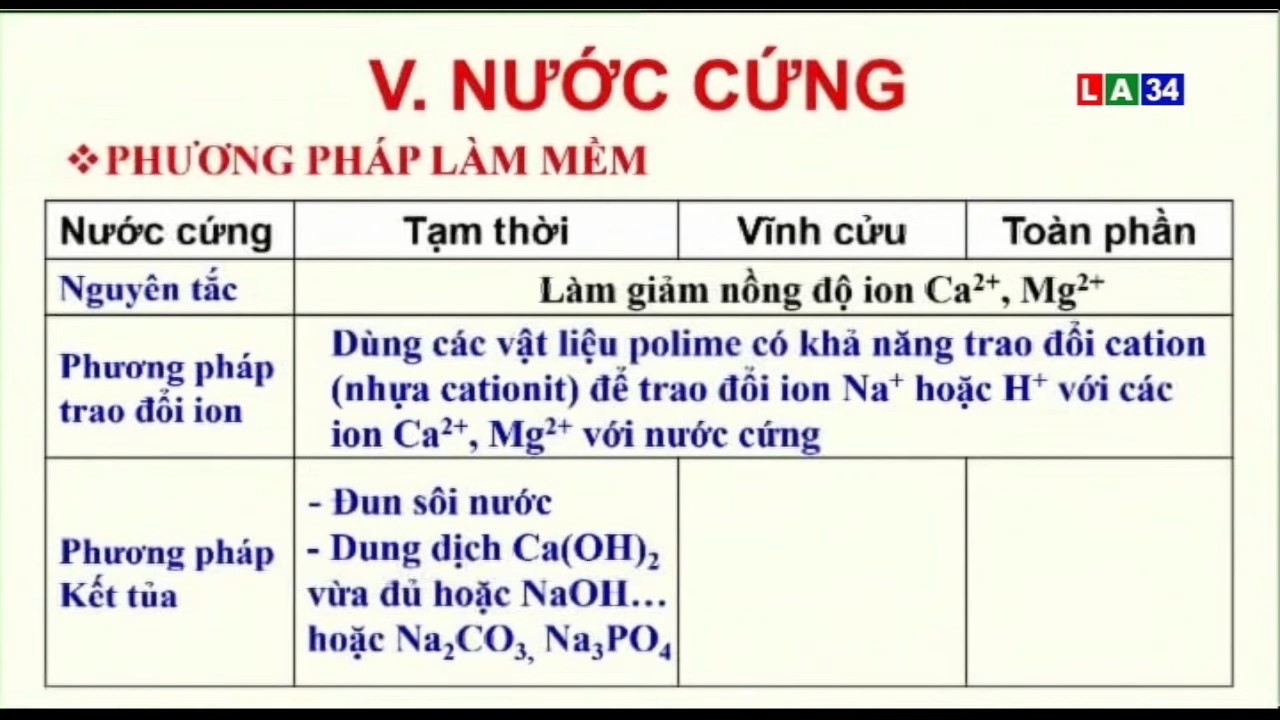 V. NƯỚC CỨNG
LA34
❖PHƯƠNG PHÁP LÀM MỀM
Nước cứng Tạm thời Vĩnh cửu Toàn phần
Nguyên tắc Làm giảm nồng độ ion Ca²⁺, Mg²⁺
Phương pháp
trao đổi ion
Dùng các vật liệu polime có khả năng trao đổi cation
(nhựa cationit) để trao đổi ion Na⁺ hoặc H⁺ với các
ion Ca²⁺, Mg²⁺ với nước cứng
Phương pháp
Kết tủa
- Đun sôi nước
- Dung dịch Ca(OH)₂
vừa đủ hoặc NaOH...
hoặc Na₂CO₃, Na₃PO₄